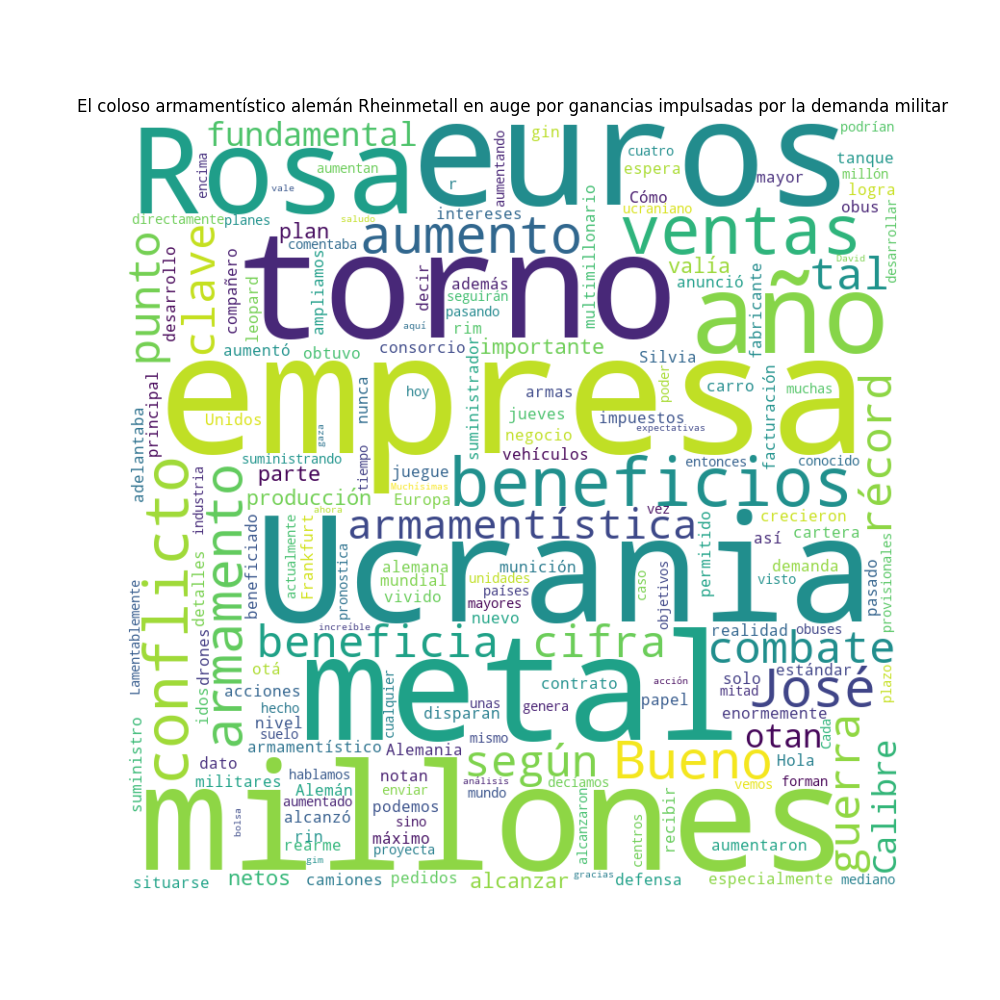 El coloso armamentístico alemán Rheinmetall en auge por ganancias impulsadas por la demanda militar
Rosa euros fundamental gin podrían
encima aumentan vale r aumentando cuatro espera Cómo mayor tanque millón logra obus
directamente planes saludo intereses ucraniano
punto desarrollo clave compañero plan comentaba aumento ventas David tal desarrollar
leopard ampliamos torno decir además seguirán pasando multimillonario valía anunció año fabricante
aquí rim
aumentó obtuvo consorcio importante suministrador Silvia
principal empresa
adelantaba Unidos gaza nunca hoy armas jueves impuestos poder carro facturación muchas récord
negocio expectativas
suministrando vehículos entonces conocido
conflicto industria armamento parte tiempo juegue beneficios
producción Muchísimas Europa vez crecieron
ahora armamentística permitido así cartera
detalles beneficiado actualmente Frankfurt pronostica Ucrania
alemana munición caso objetivos demanda pasado provisionales
mundial unidades países visto
vivido mayores nuevo
Lamentablemente drones idos increíble beneficia cifra realidad obuses
combate
otá metal acción solo estándar plazo
acciones contrato mitad José
hecho cualquier unas genera papel
nivel disparan enormemente
suelo mismo otan cada guerra
armamentístico Alemania según Bueno Hola Calibre
suministro dato
militares hablamos notan análisis mundo decíamos vemos forman
Alemán enviar
aumentado millones
bolsa alcanzó podemos alcanzaron centros recibir
sino
rin máximo
rearme proyecta aumentaron
gim
situarse netos camiones pedidos alcanzar gracias defensa especialmente mediano